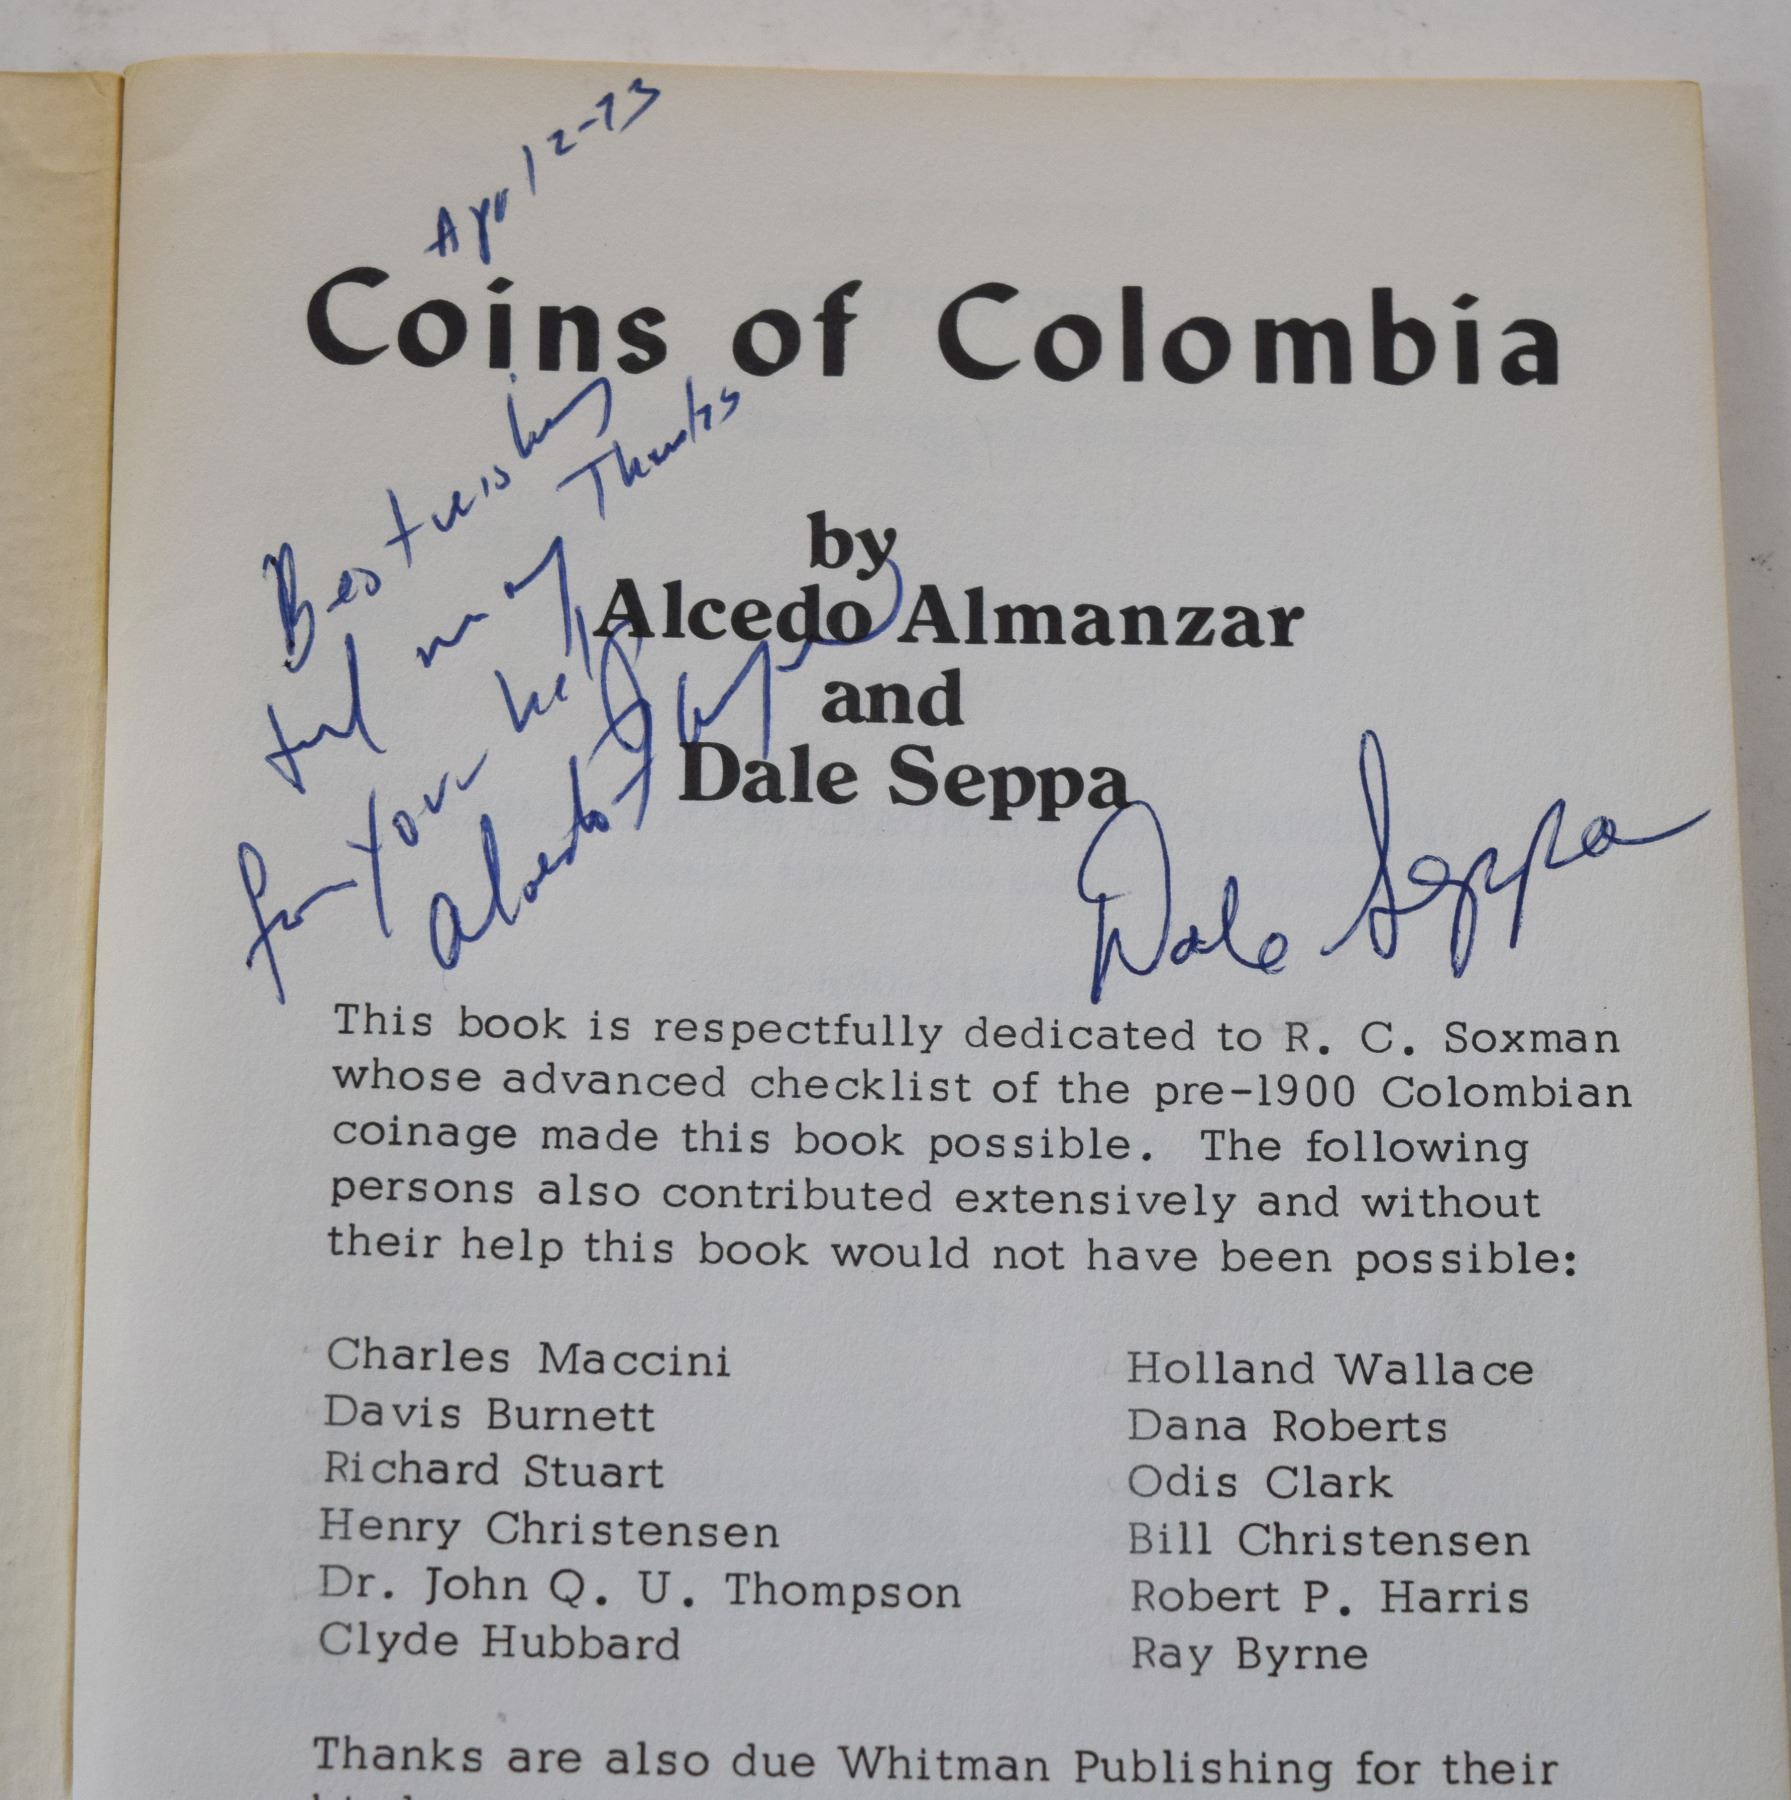 Apr 12-73
Coins of Colombia
Best wishes
and many Thanks
for your help
Alcedo F
by
Alcedo Almanzar
and
Dale Seppa
Dale Seppa
This book is respectfully dedicated to R. C. Soxman
whose advanced checklist of the pre-1900 Colombian
coinage made this book possible. The following
persons also contributed extensively and without
their help this book would not have been possible:
Charles Maccini
Davis Burnett
Richard Stuart
Henry Christensen
Dr. John Q. U. Thompson
Clyde Hubbard
Holland Wallace
Dana Roberts
Odis Clark
Bill Christensen
Robert P. Harris
Ray Byrne
Thanks are also due Whitman Publishing for their